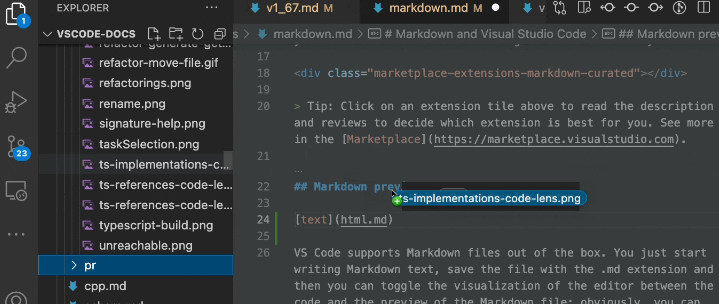 EXPLORER
...
v1_67.md M
markdown.md M
1
VSCODE-DOCS
s > markdown.md > # Markdown and Visual Studio Code > ## Markdown prev
refactor-move-file.gif
refactorings.png
rename.png
signature-help.png
taskSelection.png
ts-implementations-c...
ts-references-code-le...
ts-references-code-le...
typescript-build.png
unreachable.png
pr
cpp.md
23
...
17
18 <div class="marketplace-extensions-markdown-curated"></div>
19
20 > Tip: Click on an extension tile above to read the description
and reviews to decide which extension is best for you. See more
in the [Marketplace](https://marketplace.visualstudio.com).
21
22 ## Markdown prev
ts-implementations-code-lens.png
23
24 [text](html.md)
25
26 VS Code supports Markdown files out of the box. You just start
writing Markdown text, save the file with the .md extension and
then you can toggle the visualization of the editor between the
code and the preview of the Markdown file; obviously, you can